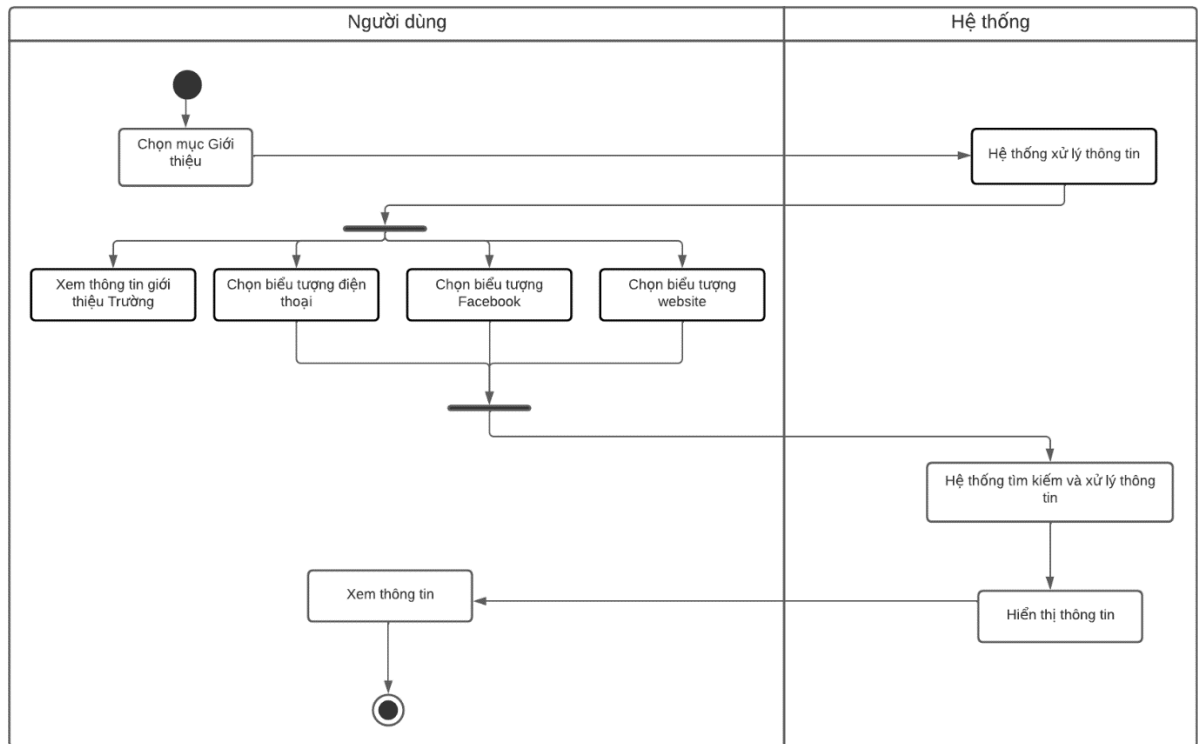 Người dùng
Hệ thống
Chọn mục Giới
thiệu
Hệ thống xử lý thông tin
Xem thông tin giới
thiệu Trường
Chọn biểu tượng điện
thoại
Chọn biểu tượng
Facebook
Chọn biểu tượng
website
Hệ thống tìm kiếm và xử lý thông
tin
Xem thông tin
Hiển thị thông tin